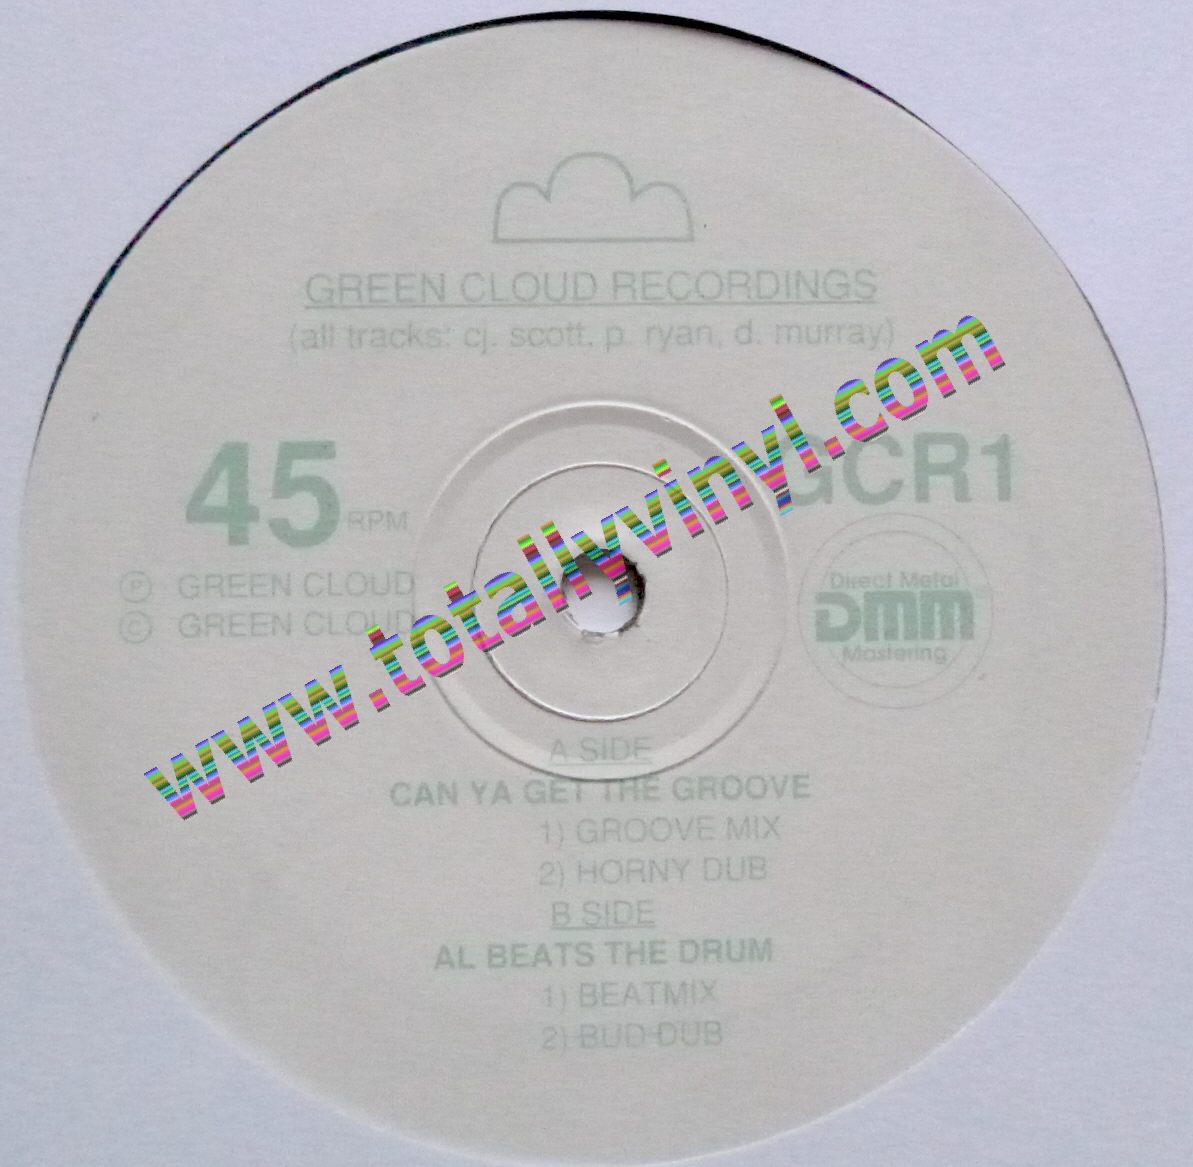 GREEN CLOUD RECORDINGS
(all tracks: cj. scott, p. ryan, d. murray)
45 RPM
GCR1
Ⓟ GREEN CLOUD
© GREEN CLOUD
Direct Metal
DMM
Mastering
www.totallyvinyl.com
A SIDE
CAN YA GET THE GROOVE
1) GROOVE MIX
2) HORNY DUB
B SIDE
AL BEATS THE DRUM
1) BEATMIX
2) BUD DUB